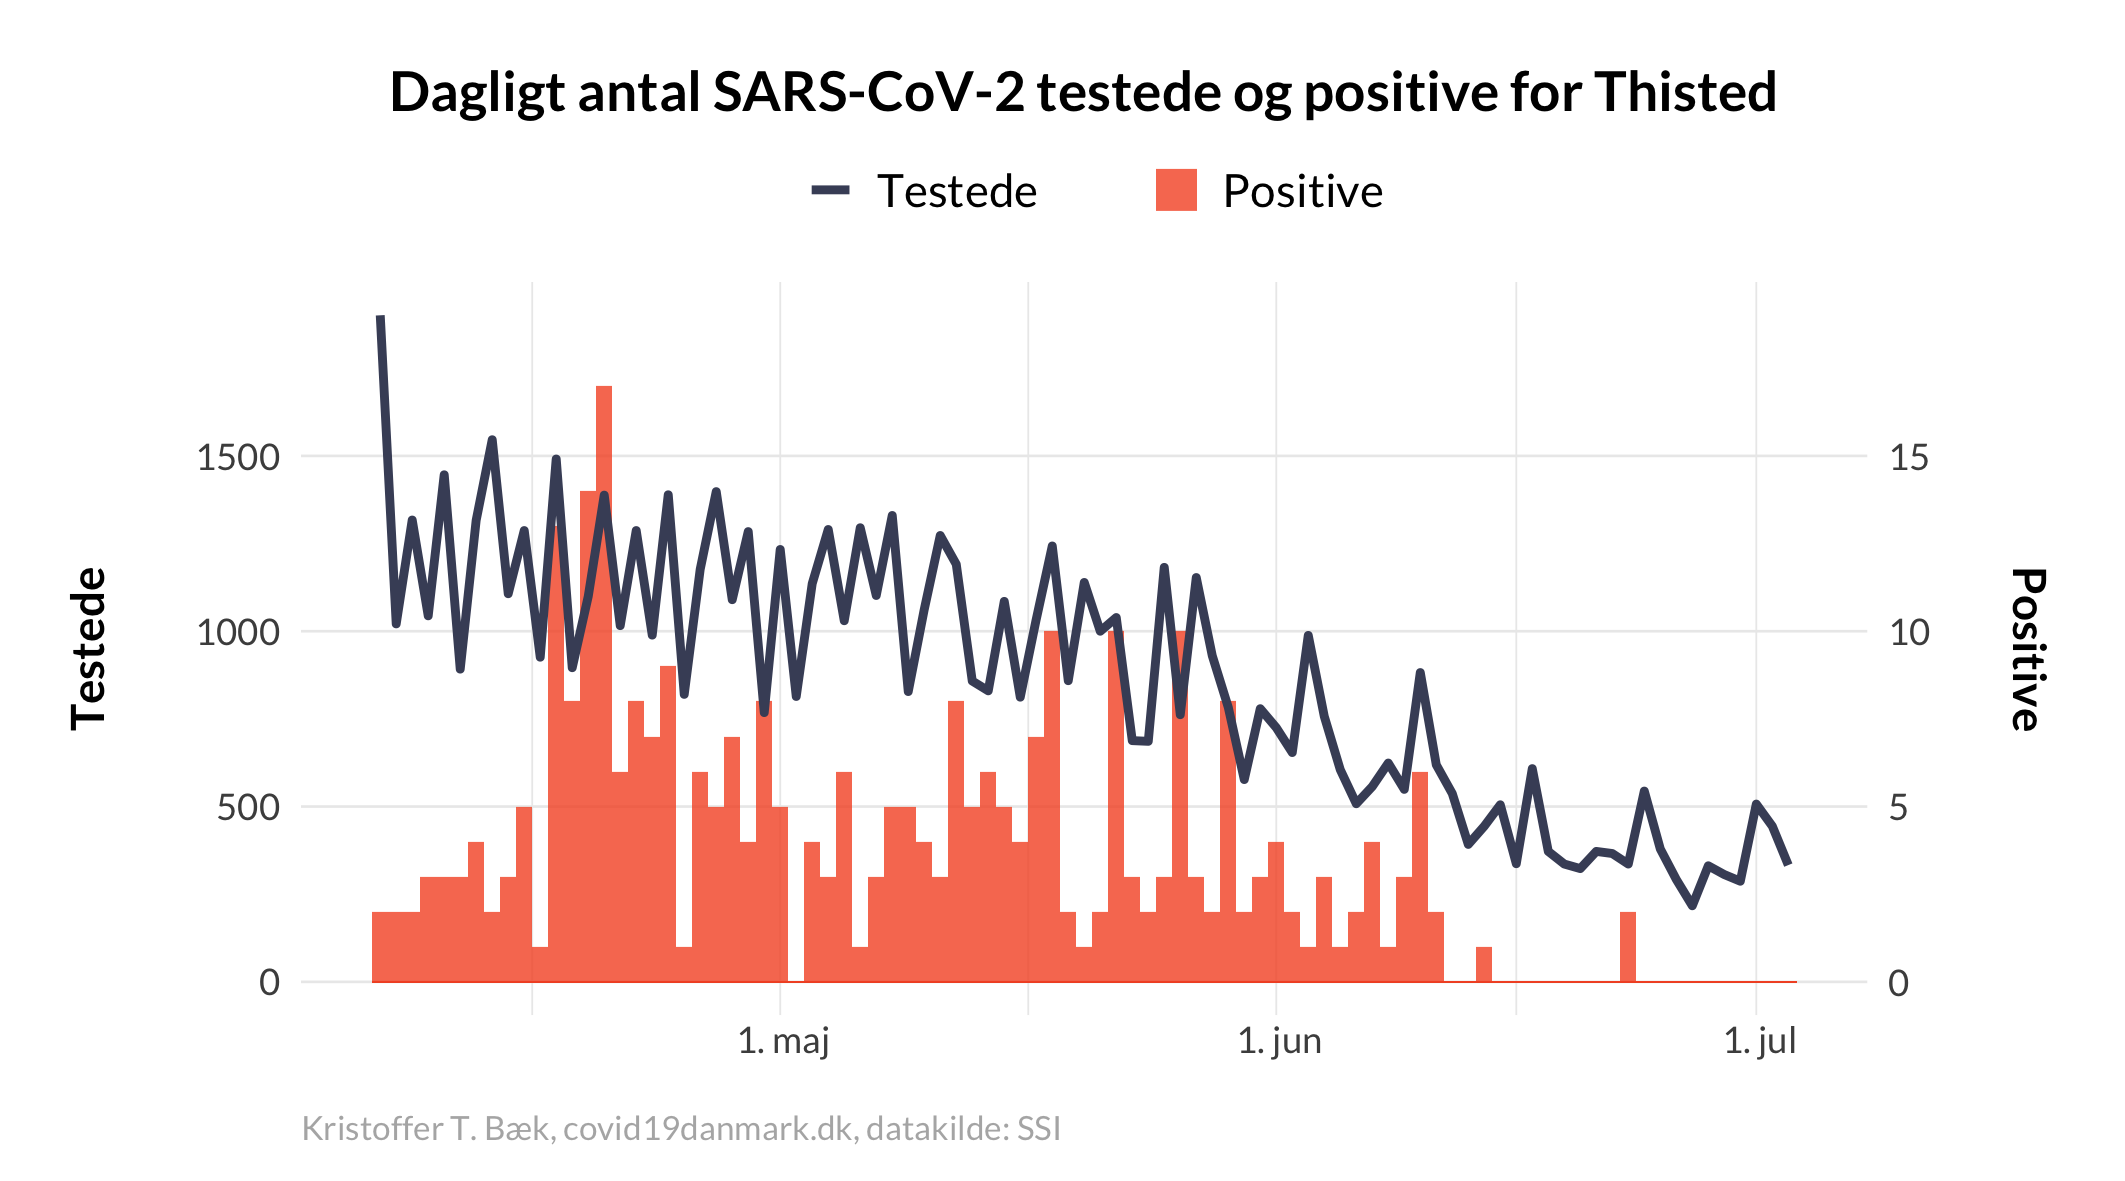 Dagligt antal SARS-CoV-2 testede og positive for Thisted
Testede
Positive
Testede
1500
1000
500
0
15
10
5
0
Positive
1. maj
1. jun
1. jul
Kristoffer T. Bæk, covid19danmark.dk, datakilde: SSI